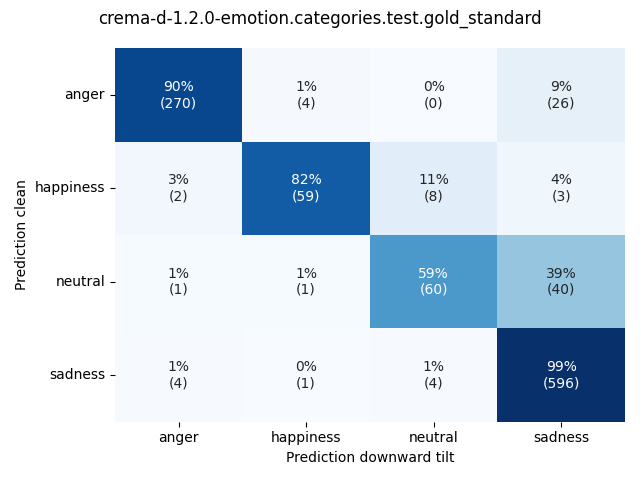 crema-d-1.2.0-emotion.categories.test.gold_standard
Prediction clean
anger
90%
(270)
1%
(4)
0%
(0)
9%
(26)
happiness
3%
(2)
82%
(59)
11%
(8)
4%
(3)
neutral
1%
(1)
1%
(1)
59%
(60)
39%
(40)
sadness
1%
(4)
0%
(1)
1%
(4)
99%
(596)
anger
happiness
neutral
sadness
Prediction downward tilt